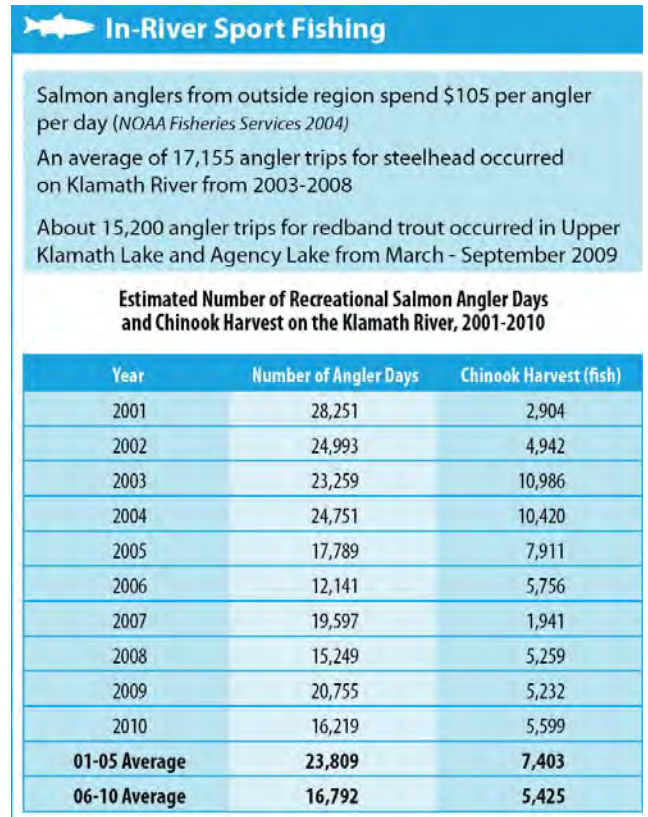 In-River Sport Fishing
Salmon anglers from outside region spend $105 per angler
per day (NOAA Fisheries Services 2004)
An average of 17,155 angler trips for steelhead occurred
on Klamath River from 2003-2008
About 15,200 angler trips for redband trout occurred in Upper
Klamath Lake and Agency Lake from March - September 2009
Estimated Number of Recreational Salmon Angler Days
and Chinook Harvest on the Klamath River, 2001-2010
Year Number of Angler Days Chinook Harvest (fish)
2001 28,251 2,904
2002 24,993 4,942
2003 23,259 10,986
2004 24,751 10,420
2005 17,789 7,911
2006 12,141 5,756
2007 19,597 1,941
2008 15,249 5,259
2009 20,755 5,232
2010 16,219 5,599
01-05 Average 23,809 7,403
06-10 Average 16,792 5,425